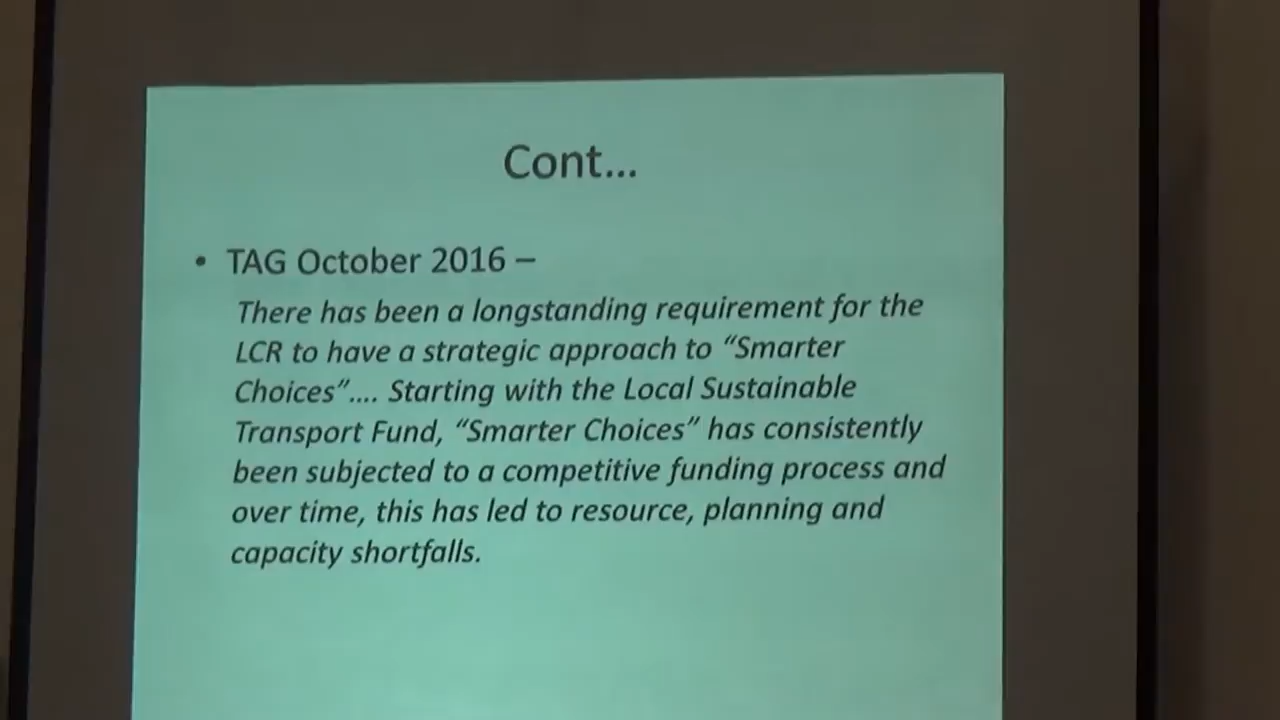 Cont...
• TAG October 2016 –
There has been a longstanding requirement for the
LCR to have a strategic approach to “Smarter
Choices”.... Starting with the Local Sustainable
Transport Fund, “Smarter Choices” has consistently
been subjected to a competitive funding process and
over time, this has led to resource, planning and
capacity shortfalls.